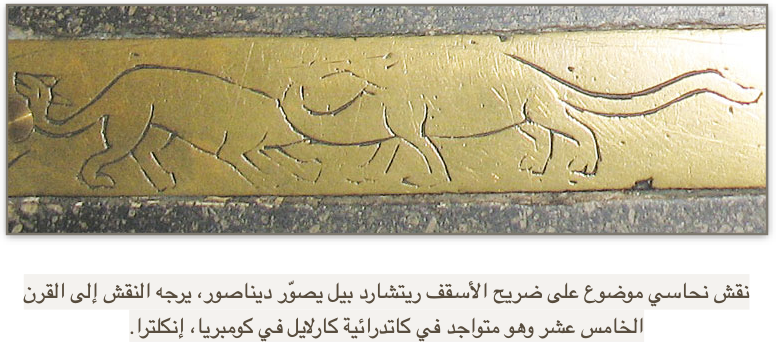 نقش نحاسي موضوع على ضريح الأسقف ريتشارد بيل يصوّر ديناصور، يرجه النقش إلى القرن
الخامس عشر وهو متواجد في كاتدرائية كارلايل في كومبريا، إنكلترا.